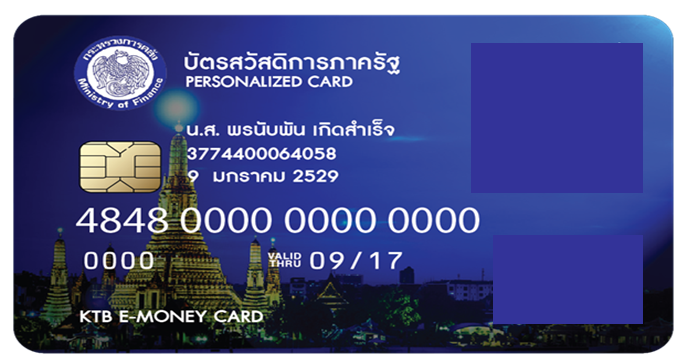 กระทรวงการคลัง
Ministry of Finance
บัตรสวัสดิการภาครัฐ
PERSONALIZED CARD
น.ส. พรนับพัน เกิดสำเร็จ
3774400064058
9 มกราคม 2529
4848 0000 0000 0000
0000 VALID THRU 09/17
KTB E-MONEY CARD